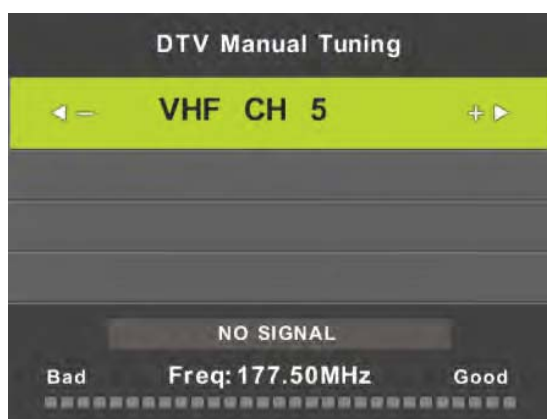 DTV Manual Tuning
VHF CH 5
NO SIGNAL
Bad Freq:177.50MHz Good